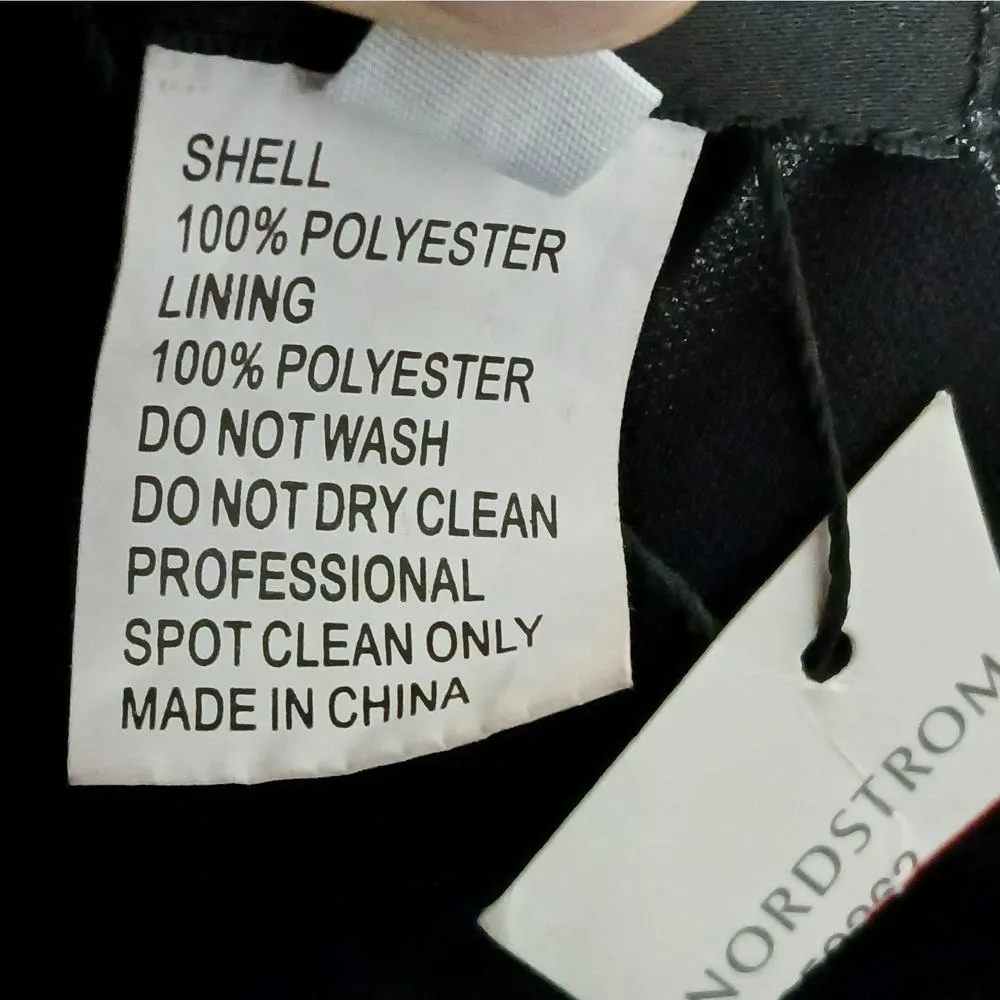 SHELL
100% POLYESTER
LINING
100% POLYESTER
DO NOT WASH
DO NOT DRY CLEAN
PROFESSIONAL
SPOT CLEAN ONLY
MADE IN CHINA
NORDSTROM